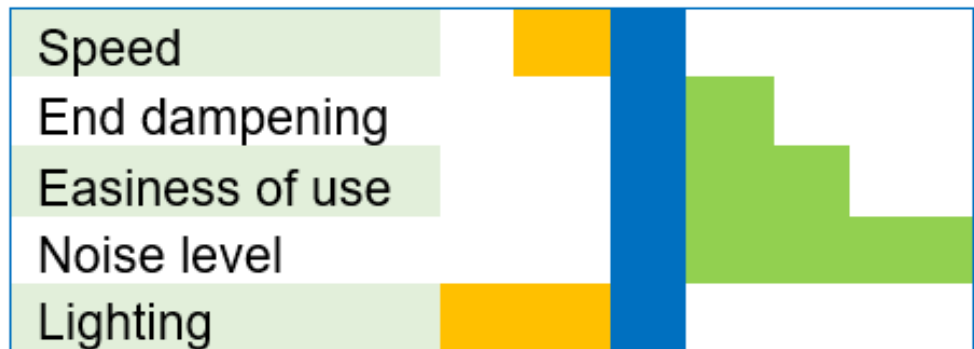 Speed
End dampening
Easiness of use
Noise level
Lighting